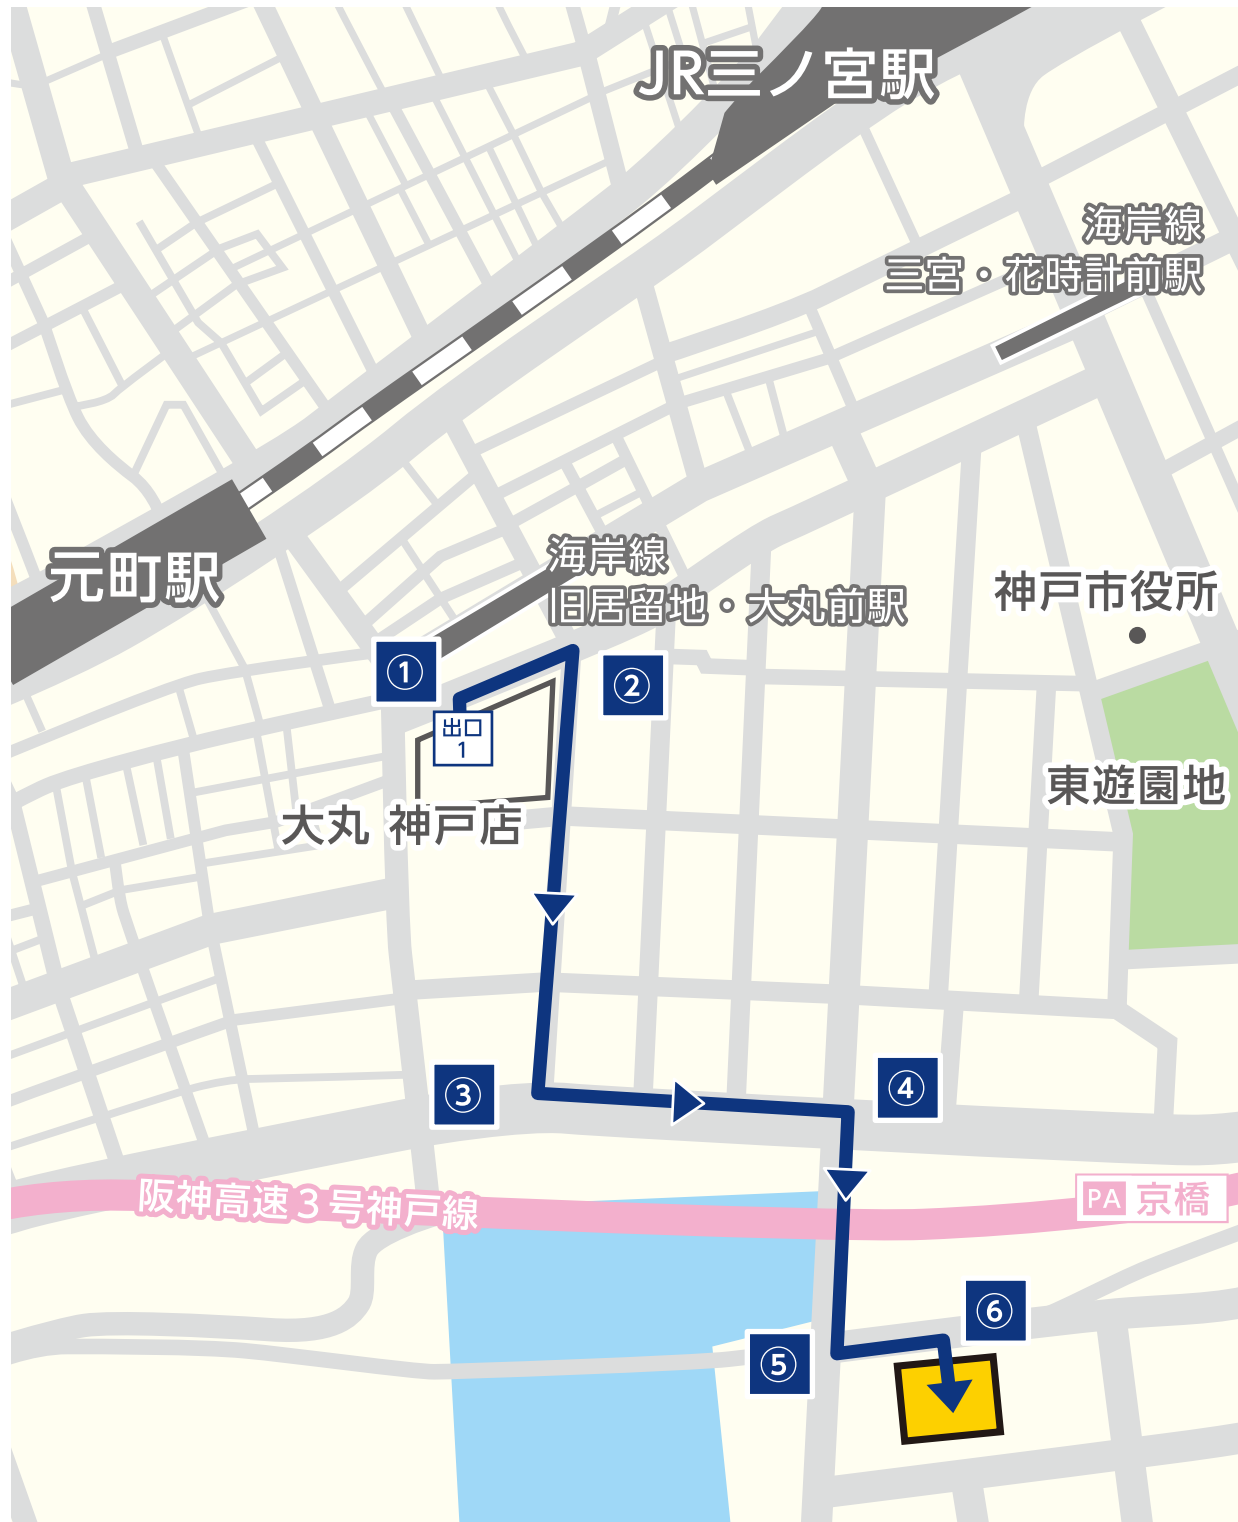 JR三ノ宮駅
海岸線
三宮・花時計前駅
元町駅
海岸線
旧居留地・大丸前駅
神戸市役所
①
②
出口
1
東遊園地
大丸 神戸店
③
④
阪神高速3号神戸線
PA 京橋
⑥
⑤